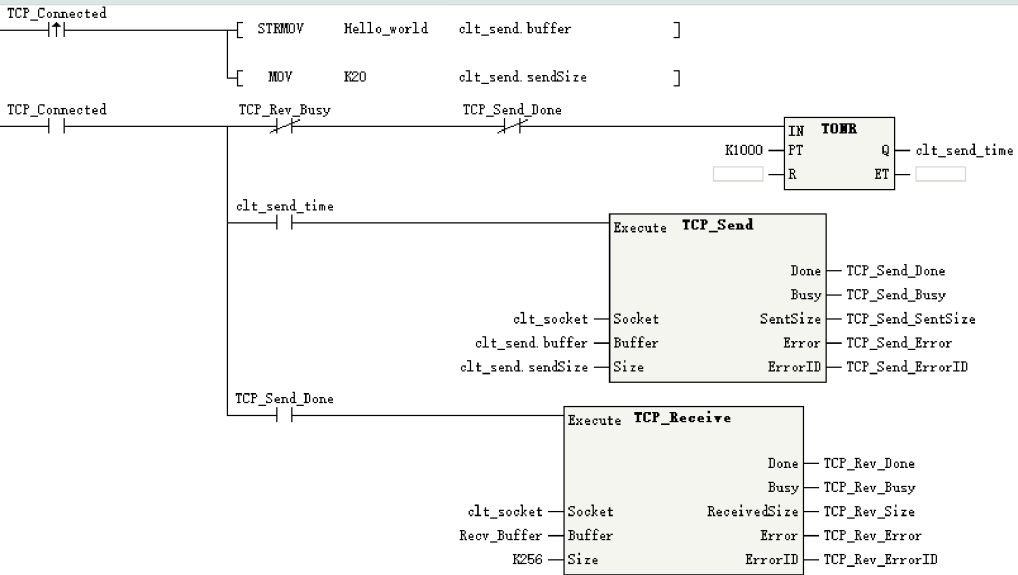 TCP_Connected
STRMOV Hello_world clt_send.buffer
MOV K20 clt_send.sendSize
TCP_Connected TCP_Rev_Busy TCP_Send_Done
IN TONR
K1000 PT Q clt_send_time
R ET
clt_send_time
Execute TCP_Send
Done TCP_Send_Done
Busy TCP_Send_Busy
clt_socket Socket SentSize TCP_Send_SentSize
clt_send.buffer Buffer Error TCP_Send_Error
clt_send.sendSize Size ErrorID TCP_Send_ErrorID
TCP_Send_Done
Execute TCP_Receive
Done TCP_Rev_Done
Busy TCP_Rev_Busy
clt_socket Socket ReceivedSize TCP_Rev_Size
Recv_Buffer Buffer Error TCP_Rev_Error
K256 Size ErrorID TCP_Rev_ErrorID